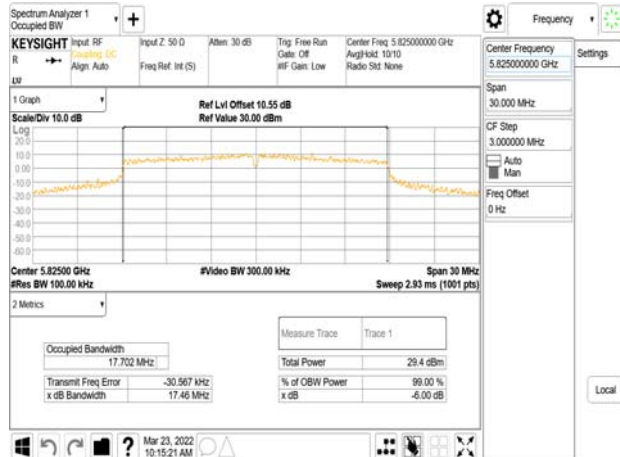 Spectrum Analyzer 1
Occupied BW
+
Frequency
KEYSIGHT
R
Input: RF
Coupling: DC
Align: Auto
Input Z: 50 Ω
Freq Ref: Int (S)
Atten: 30 dB
Trig: Free Run
Gate: Off
#IF Gain: Low
Center Freq: 5.825000000 GHz
Avg|Hold: 10/10
Radio Std: None
Center Frequency
5.825000000 GHz
Settings
Span
30.000 MHz
CF Step
3.000000 MHz
Auto
Man
Freq Offset
0 Hz
Local
1 Graph
Scale/Div 10.0 dB
Ref Lvl Offset 10.55 dB
Ref Value 30.00 dBm
Log
20.0
10.0
0.00
-10.0
-20.0
-30.0
-40.0
-50.0
-60.0
Center 5.82500 GHz
#Res BW 100.00 kHz
#Video BW 300.00 kHz
Span 30 MHz
Sweep 2.93 ms (1001 pts)
2 Metrics
Measure Trace Trace 1
Occupied Bandwidth
17.702 MHz
Total Power 29.4 dBm
Transmit Freq Error -30.567 kHz
% of OBW Power 99.00 %
x dB Bandwidth 17.46 MHz
x dB -6.00 dB
?
Mar 23, 2022
10:15:21 AM